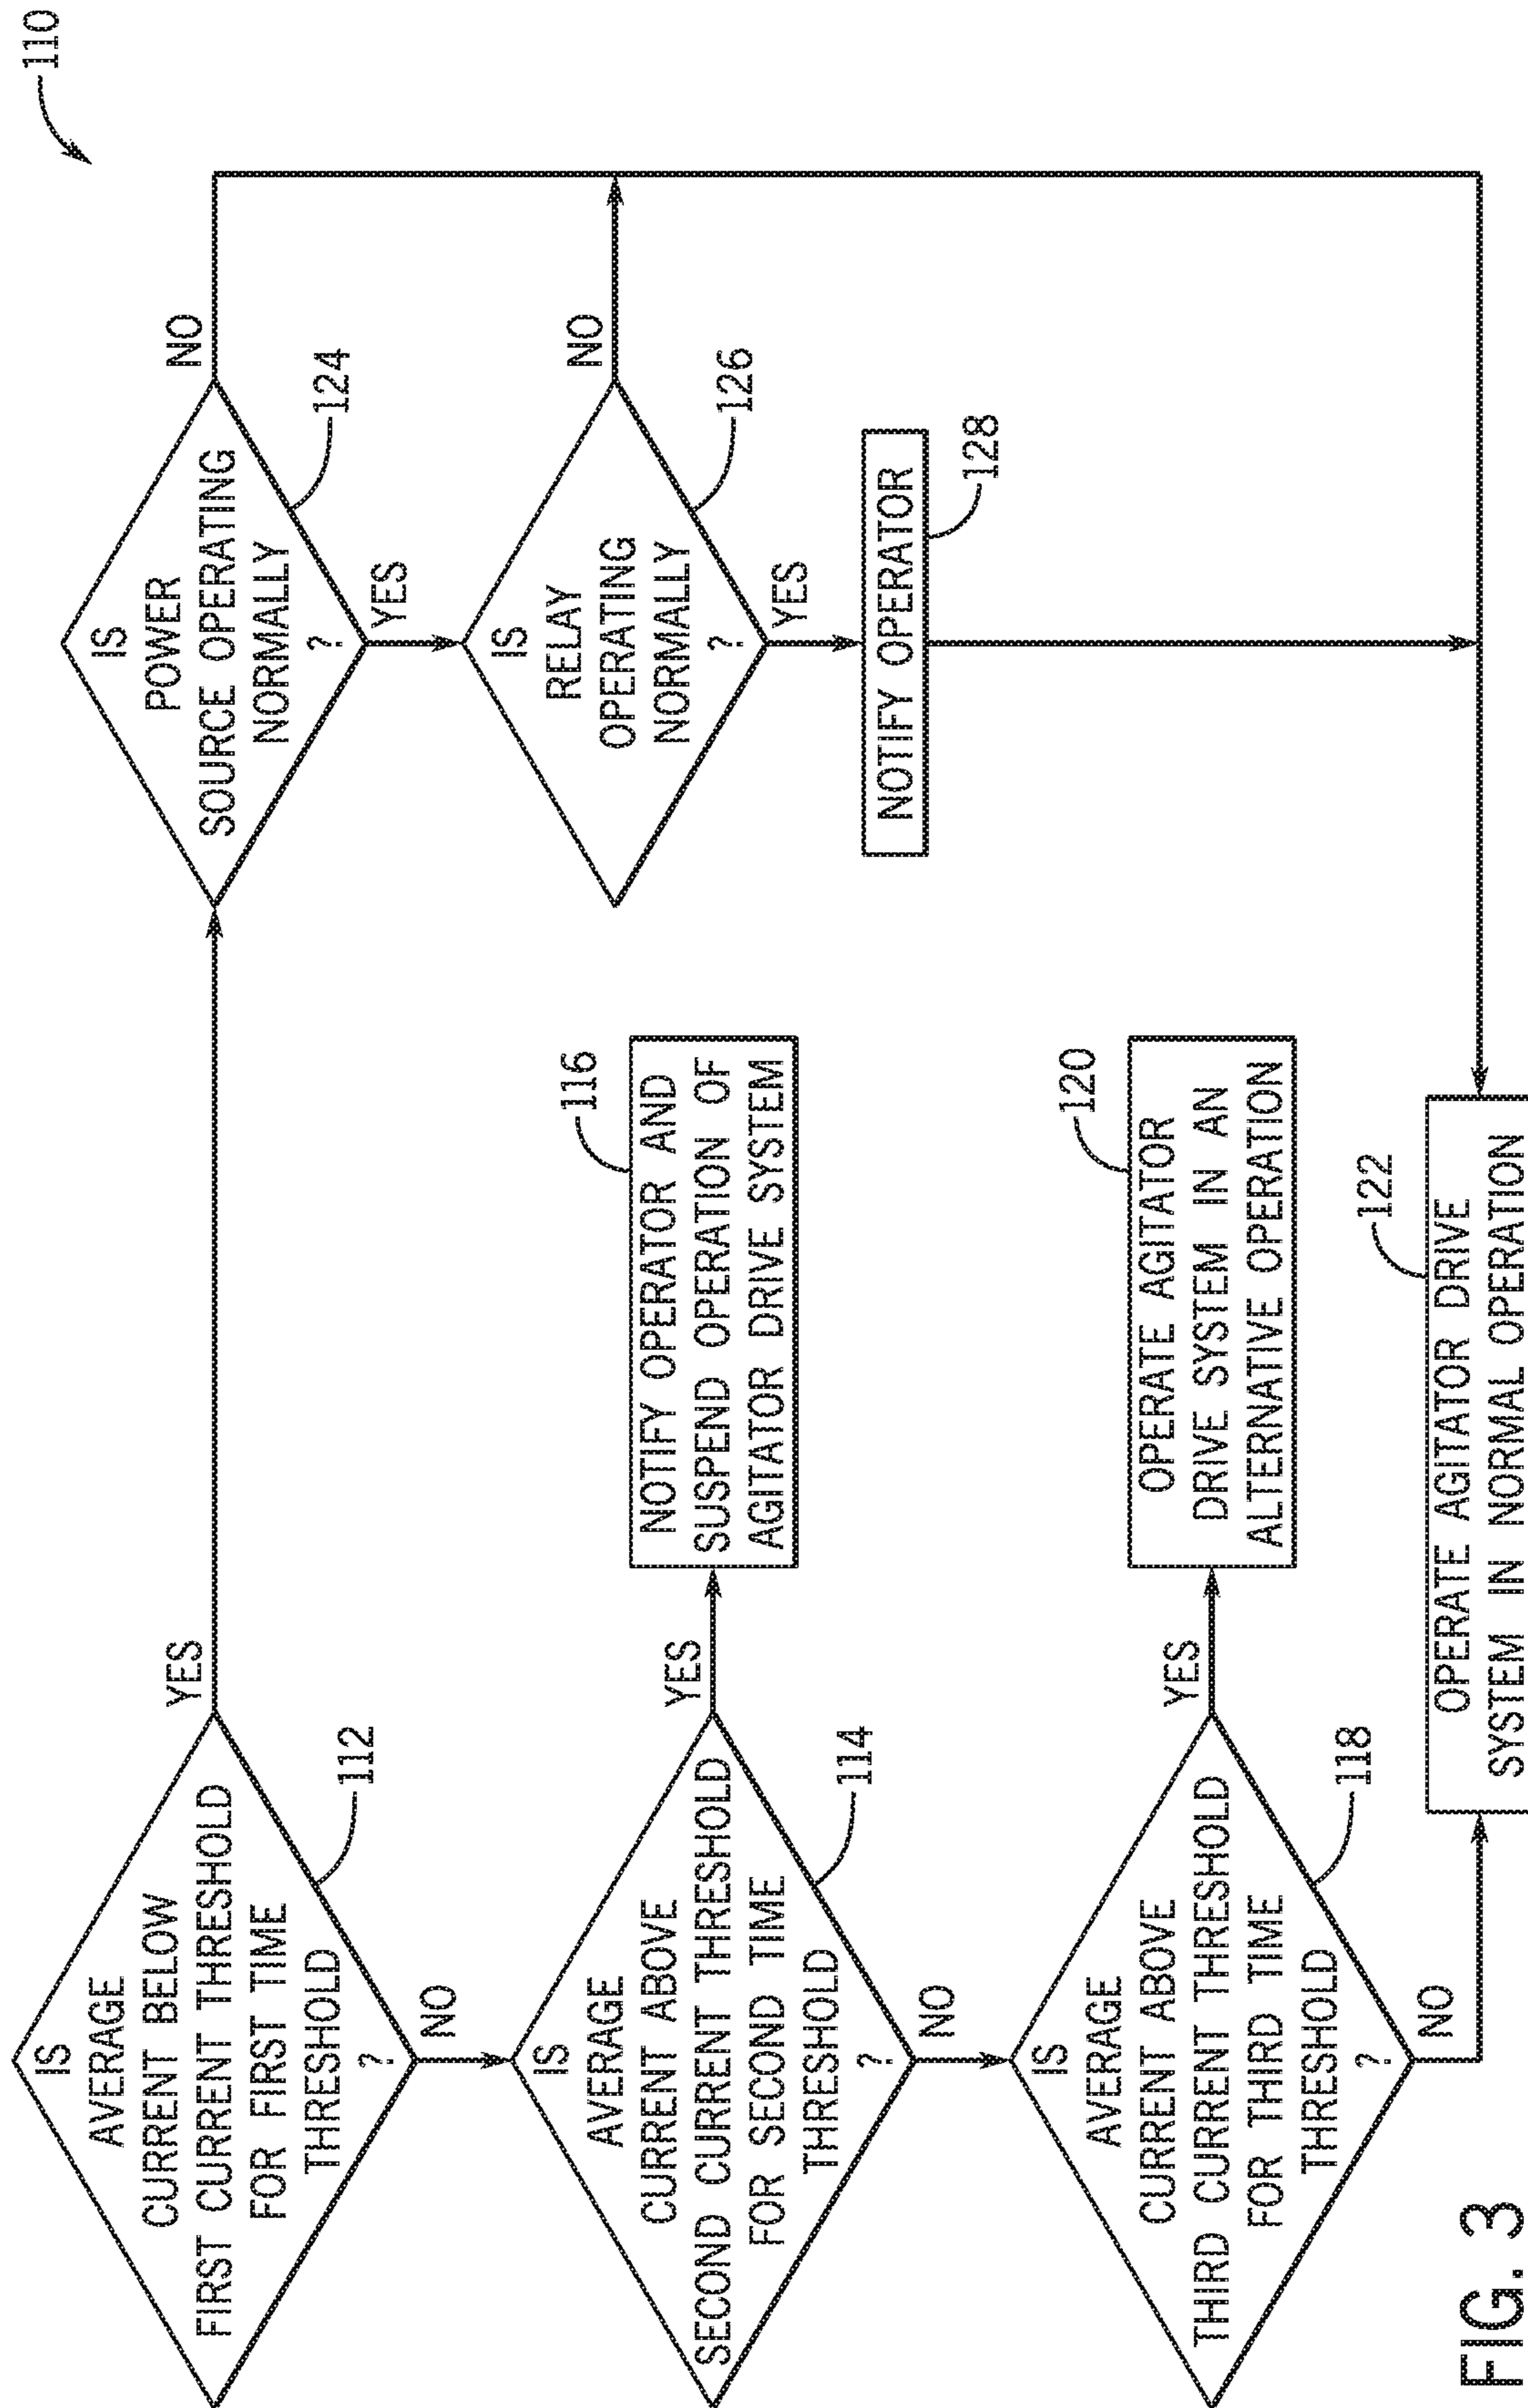 110
IS
AVERAGE
CURRENT BELOW
FIRST CURRENT THRESHOLD
FOR FIRST TIME
THRESHOLD
?
112
YES
NO
IS
POWER
SOURCE OPERATING
NORMALLY
?
124
NO
YES
IS
AVERAGE
CURRENT ABOVE
SECOND CURRENT THRESHOLD
FOR SECOND TIME
THRESHOLD
?
114
YES
NO
NOTIFY OPERATOR AND
SUSPEND OPERATION OF
AGITATOR DRIVE SYSTEM
116
IS
RELAY
OPERATING
NORMALLY
?
126
NO
YES
NOTIFY OPERATOR
128
IS
AVERAGE
CURRENT ABOVE
THIRD CURRENT THRESHOLD
FOR THIRD TIME
THRESHOLD
?
118
YES
NO
OPERATE AGITATOR
DRIVE SYSTEM IN AN
ALTERNATIVE OPERATION
120
OPERATE AGITATOR DRIVE
SYSTEM IN NORMAL OPERATION
122
FIG. 3